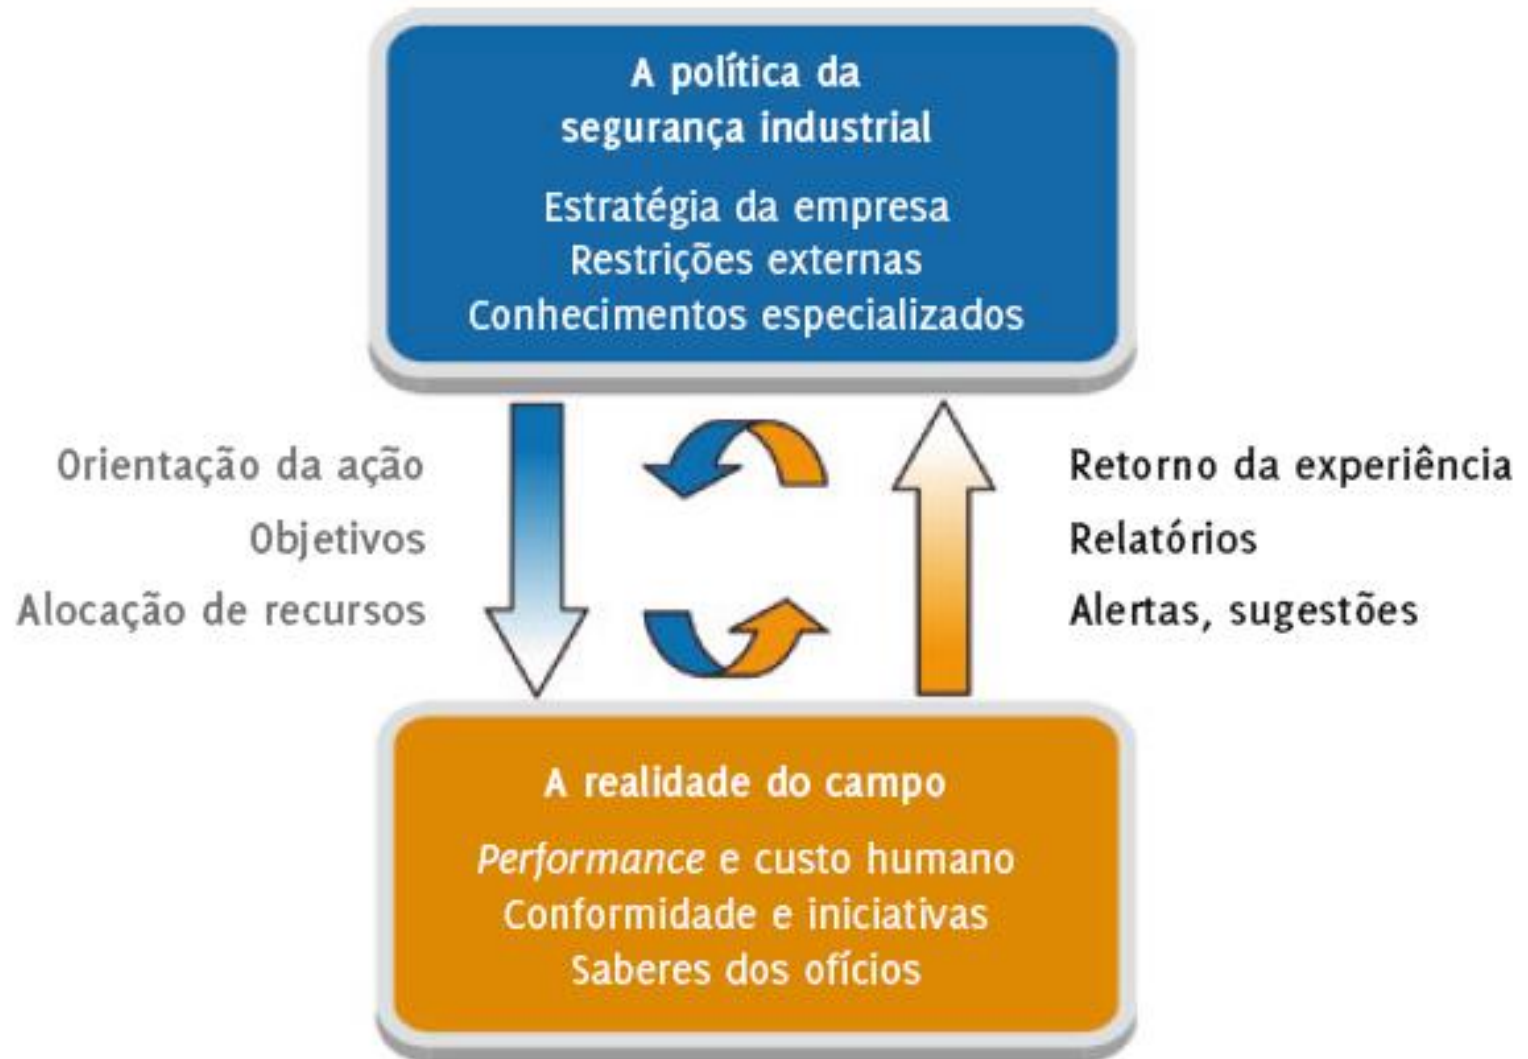 A política da
segurança industrial
Estratégia da empresa
Restrições externas
Conhecimentos especializados
Orientação da ação
Objetivos
Alocação de recursos
Retorno da experiência
Relatórios
Alertas, sugestões
A realidade do campo
Performance e custo humano
Conformidade e iniciativas
Saberes dos ofícios